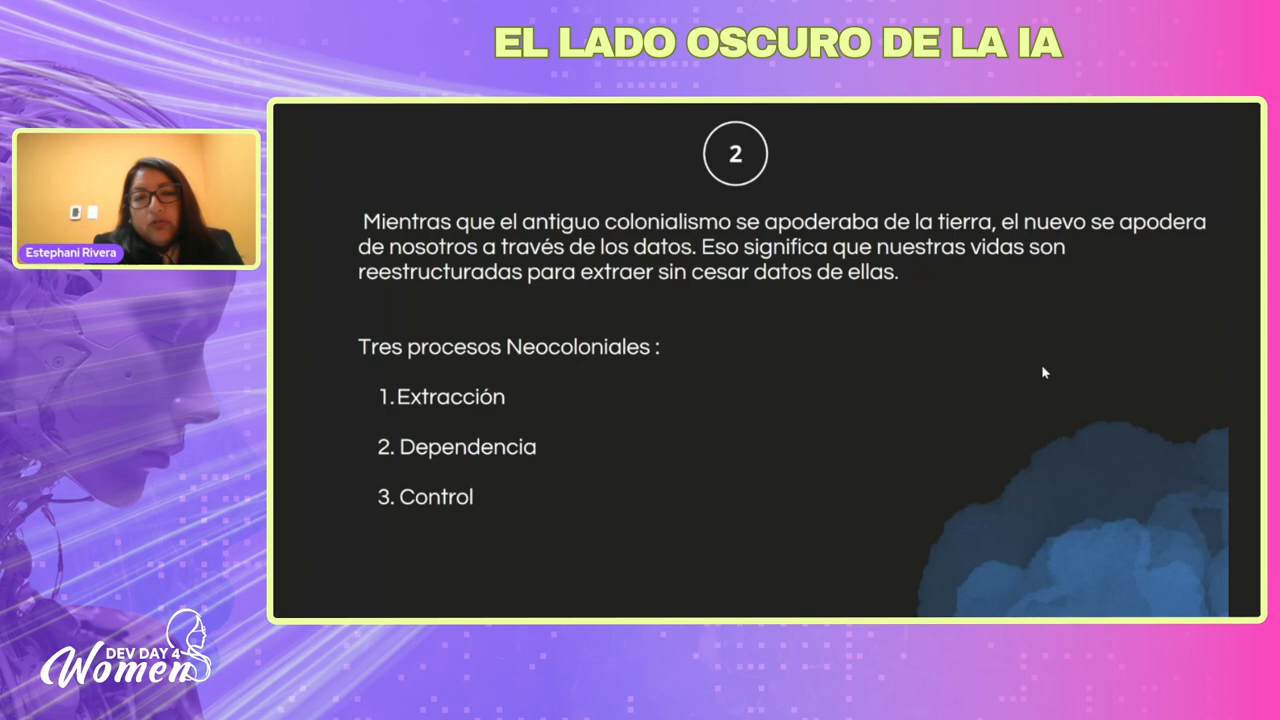 EL LADO OSCURO DE LA IA
2
Mientras que el antiguo colonialismo se apoderaba de la tierra, el nuevo se apodera
de nosotros a través de los datos. Eso significa que nuestras vidas son
reestructuradas para extraer sin cesar datos de ellas.
Tres procesos Neocoloniales :
1. Extracción
2. Dependencia
3. Control
Estephani Rivera
DEV DAY 4
Women